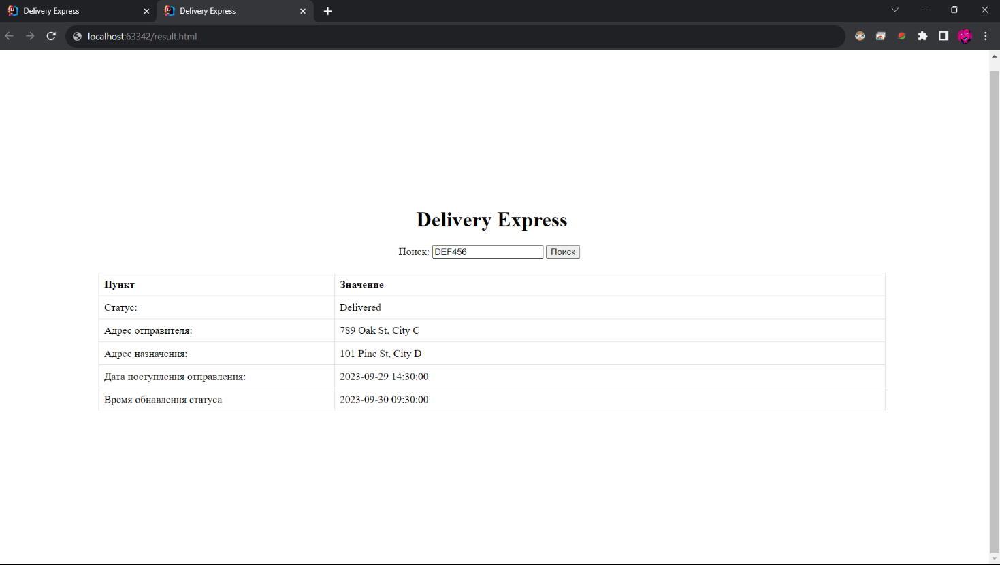 Delivery Express
Delivery Express
localhost:63342/result.html
Delivery Express
Поиск: DEF456 Поиск
Пункт Значение
Статус: Delivered
Адрес отправителя: 789 Oak St, City C
Адрес назначения: 101 Pine St, City D
Дата поступления отправления: 2023-09-29 14:30:00
Время обнавления статуса 2023-09-30 09:30:00